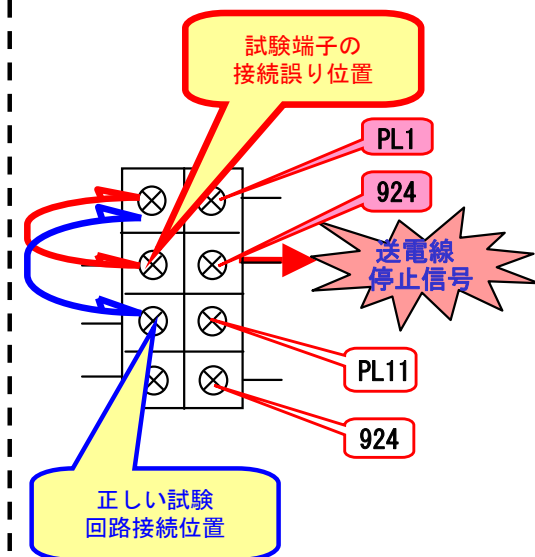 試験端子の
接続誤り位置
PL1
924
送電線
停止信号
PL11
924
正しい試験
回路接続位置